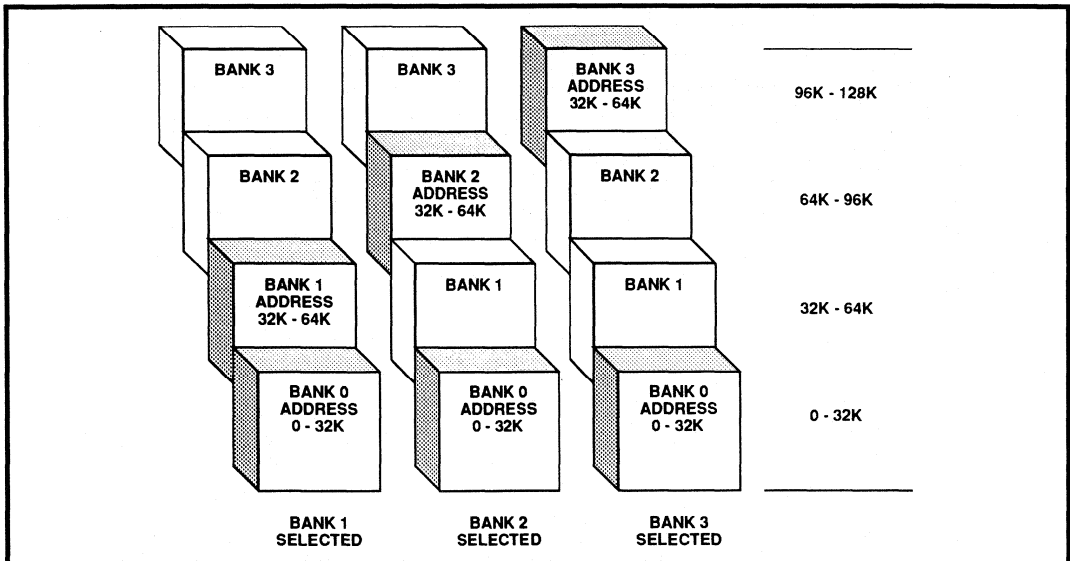 BANK 3
BANK 3
BANK 3
ADDRESS
32K - 64K
96K - 128K
BANK 2
BANK 2
ADDRESS
32K - 64K
BANK 2
64K - 96K
BANK 1
ADDRESS
32K - 64K
BANK 1
BANK 1
32K - 64K
BANK 0
ADDRESS
0 - 32K
BANK 0
ADDRESS
0 - 32K
BANK 0
ADDRESS
0 - 32K
0 - 32K
BANK 1
SELECTED
BANK 2
SELECTED
BANK 3
SELECTED